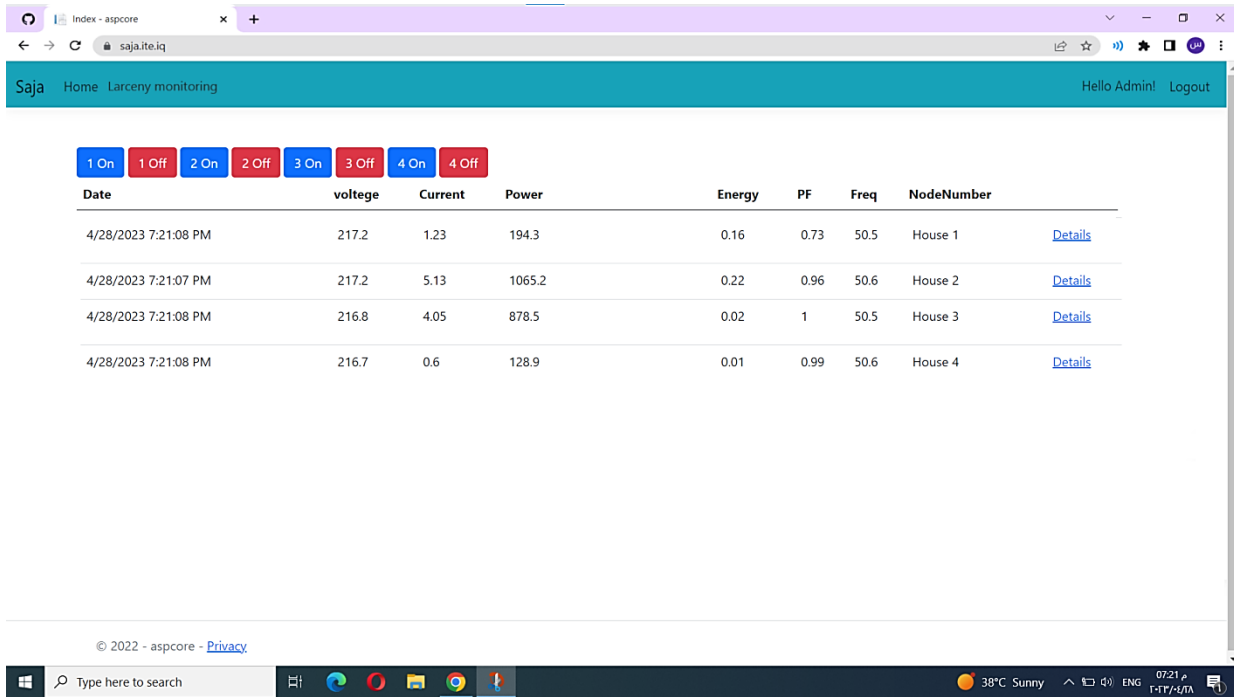 Index - aspcore
saja.ite.iq
س
Saja Home Larceny monitoring Hello Admin! Logout
1 On 1 Off 2 On 2 Off 3 On 3 Off 4 On 4 Off
Date voltege Current Power Energy PF Freq NodeNumber
4/28/2023 7:21:08 PM 217.2 1.23 194.3 0.16 0.73 50.5 House 1 Details
4/28/2023 7:21:07 PM 217.2 5.13 1065.2 0.22 0.96 50.6 House 2 Details
4/28/2023 7:21:08 PM 216.8 4.05 878.5 0.02 1 50.5 House 3 Details
4/28/2023 7:21:08 PM 216.7 0.6 128.9 0.01 0.99 50.6 House 4 Details
© 2022 - aspcore - Privacy
Type here to search 38°C Sunny ENG 07:21 م
٢٠٢٣/٠٤/٢٨
1